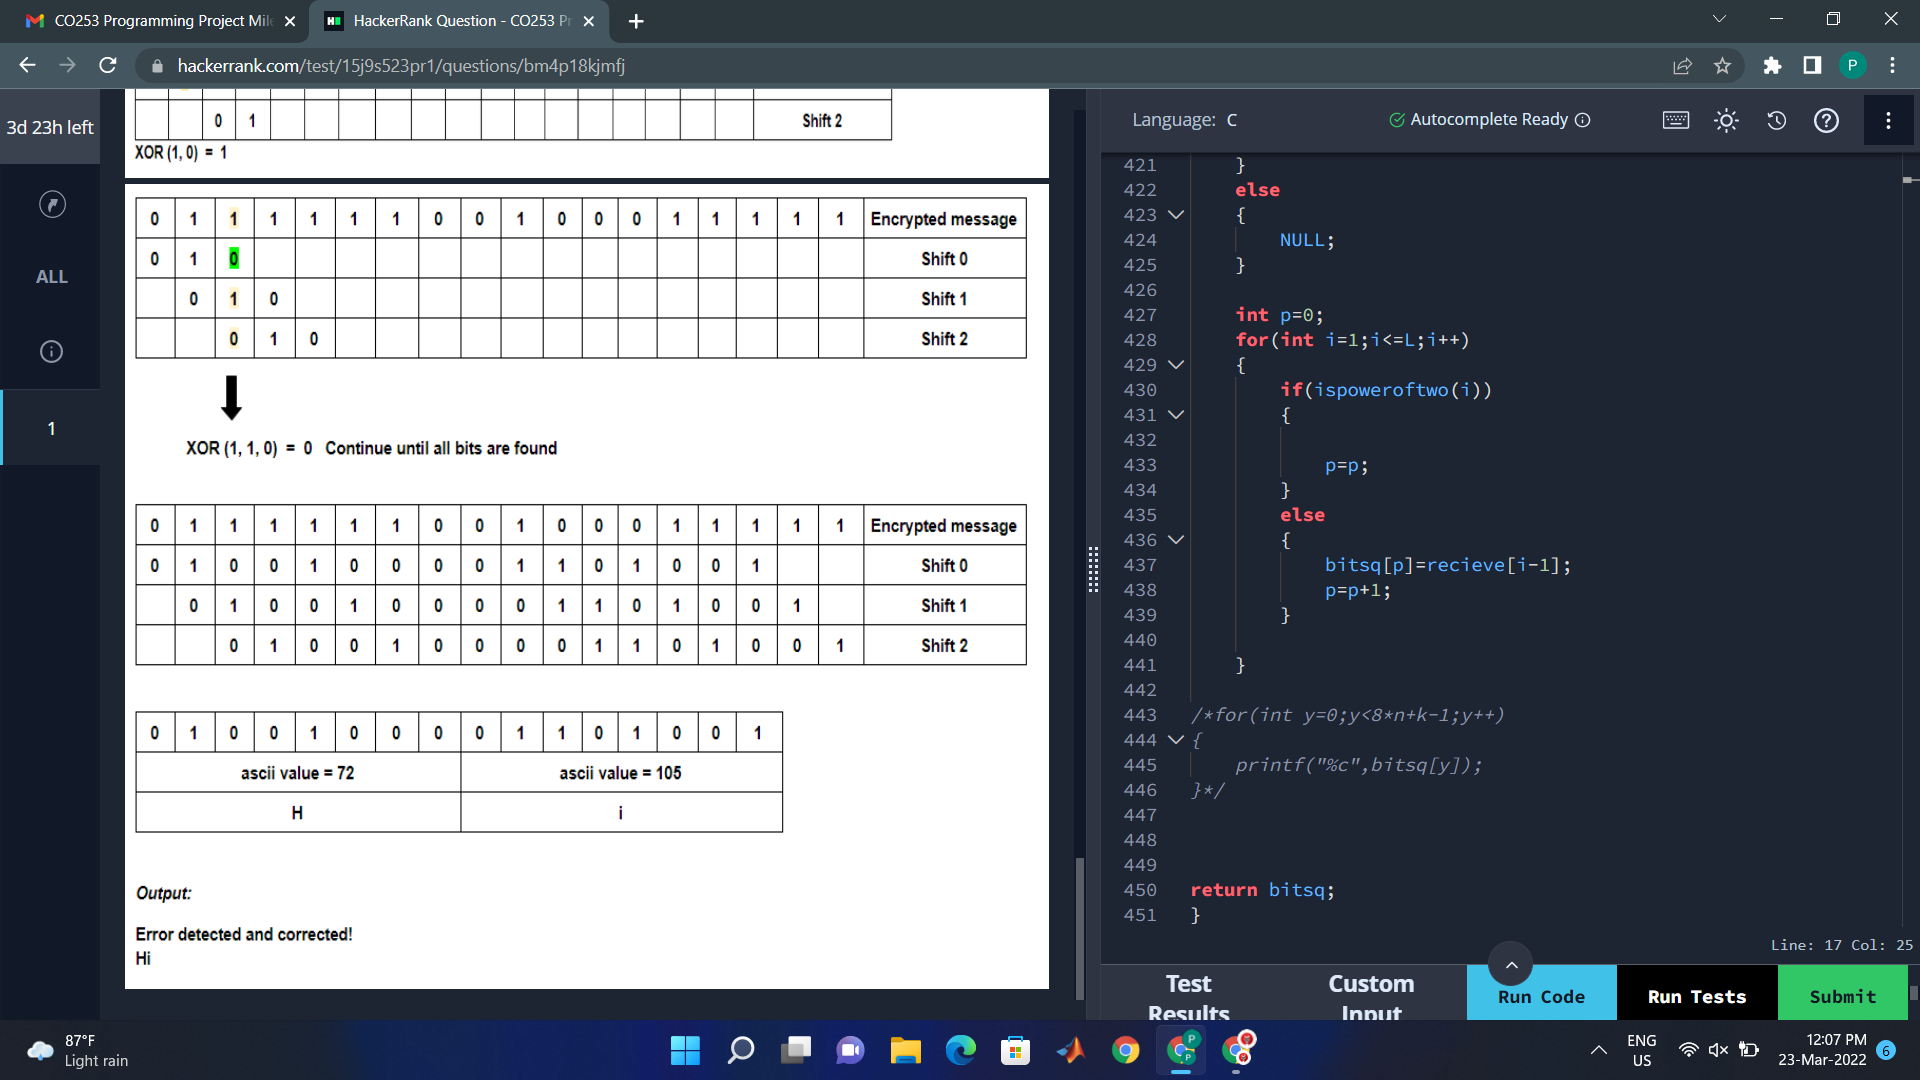 CO253 Programming Project Mile
HackerRank Question - CO253 Pr
hackerrank.com/test/15j9s523pr1/questions/bm4p18kjmfj
P
3d 23h left
ALL
1
0 1 Shift 2
XOR (1, 0) = 1
0 1 1 1 1 1 1 0 0 1 0 0 0 1 1 1 1 1 Encrypted message
0 1 0 Shift 0
0 1 0 Shift 1
0 1 0 Shift 2
XOR (1, 1, 0) = 0 Continue until all bits are found
0 1 1 1 1 1 1 0 0 1 0 0 0 1 1 1 1 1 Encrypted message
0 1 0 0 1 0 0 0 0 1 1 0 1 0 0 1 Shift 0
0 1 0 0 1 0 0 0 0 1 1 0 1 0 0 1 Shift 1
0 1 0 0 1 0 0 0 0 1 1 0 1 0 0 1 Shift 2
0 1 0 0 1 0 0 0 0 1 1 0 1 0 0 1
ascii value = 72 ascii value = 105
H i
Output:
Error detected and corrected!
Hi
Language: C
Autocomplete Ready
421 }
422 else
423 {
424 NULL;
425 }
426
427 int p=0;
428 for(int i=1;i<=L;i++)
429 {
430 if(ispoweroftwo(i))
431 {
432
433 p=p;
434 }
435 else
436 {
437 bitsq[p]=recieve[i-1];
438 p=p+1;
439 }
440
441 }
442
443 /*for(int y=0;y<8*n+k-1;y++)
444 {
445 printf("%c",bitsq[y]);
446 }*/
447
448
449
450 return bitsq;
451 }
Line: 17 Col: 25
Test Results
Custom Input
Run Code
Run Tests
Submit
87°F
Light rain
ENG
US
12:07 PM
23-Mar-2022
6